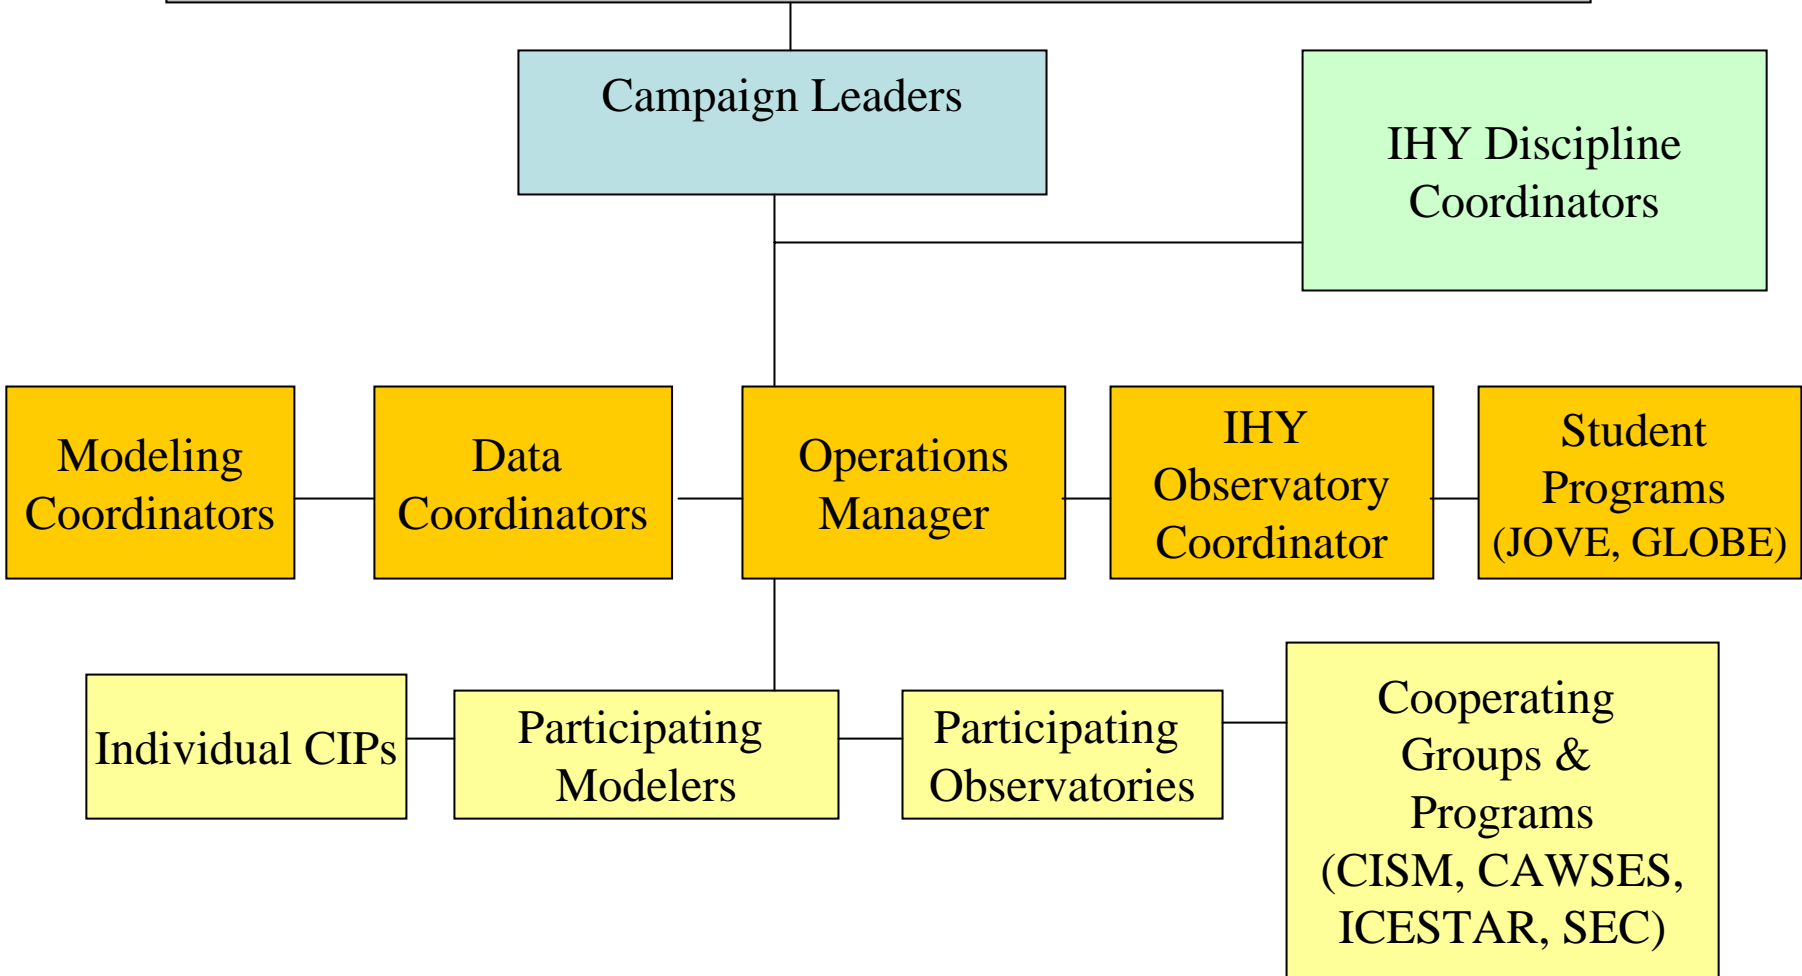 Campaign Leaders
IHY Discipline
Coordinators
Modeling
Coordinators
Data
Coordinators
Operations
Manager
IHY
Observatory
Coordinator
Student
Programs
(JOVE, GLOBE)
Individual CIPs
Participating
Modelers
Participating
Observatories
Cooperating
Groups &
Programs
(CISM, CAWSES,
ICESTAR, SEC)